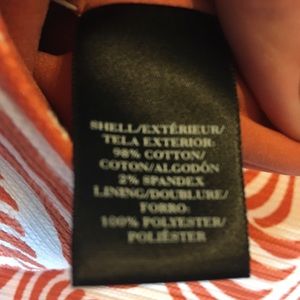 SHELL/EXTÉRIEUR/
TELA EXTERIOR:
98% COTTON/
COTON/ALGODÓN
2% SPANDEX
LINING/DOUBLURE/
FORRO:
100% POLYESTER/
POLIÉSTER